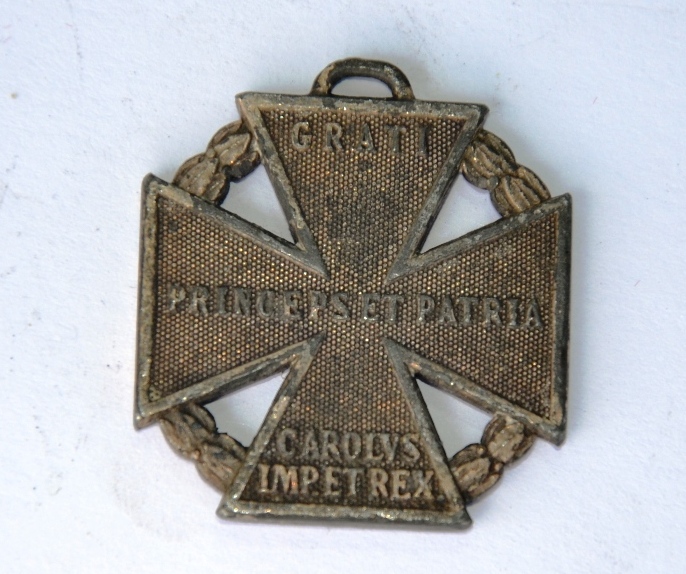 GRATI
PRINCEPS ET PATRIA
CAROLVS
IMP ET REX.